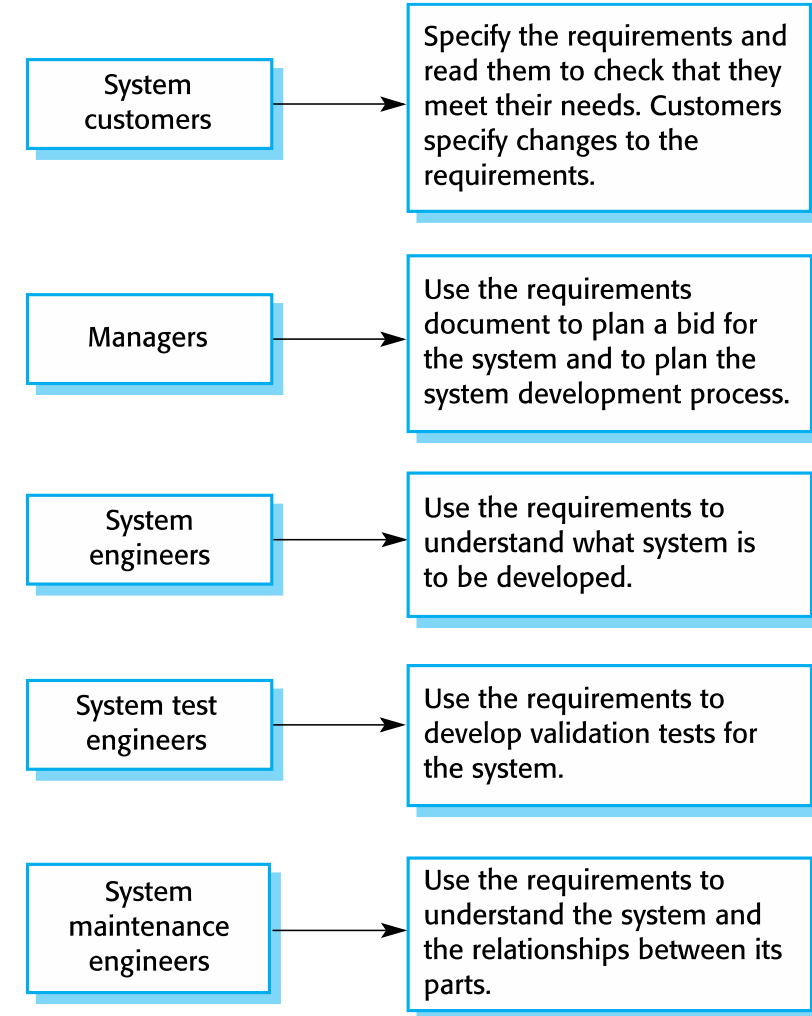 System
customers
Specify the requirements and
read them to check that they
meet their needs. Customers
specify changes to the
requirements.
Managers
Use the requirements
document to plan a bid for
the system and to plan the
system development process.
System
engineers
Use the requirements to
understand what system is
to be developed.
System test
engineers
Use the requirements to
develop validation tests for
the system.
System
maintenance
engineers
Use the requirements to
understand the system and
the relationships between its
parts.